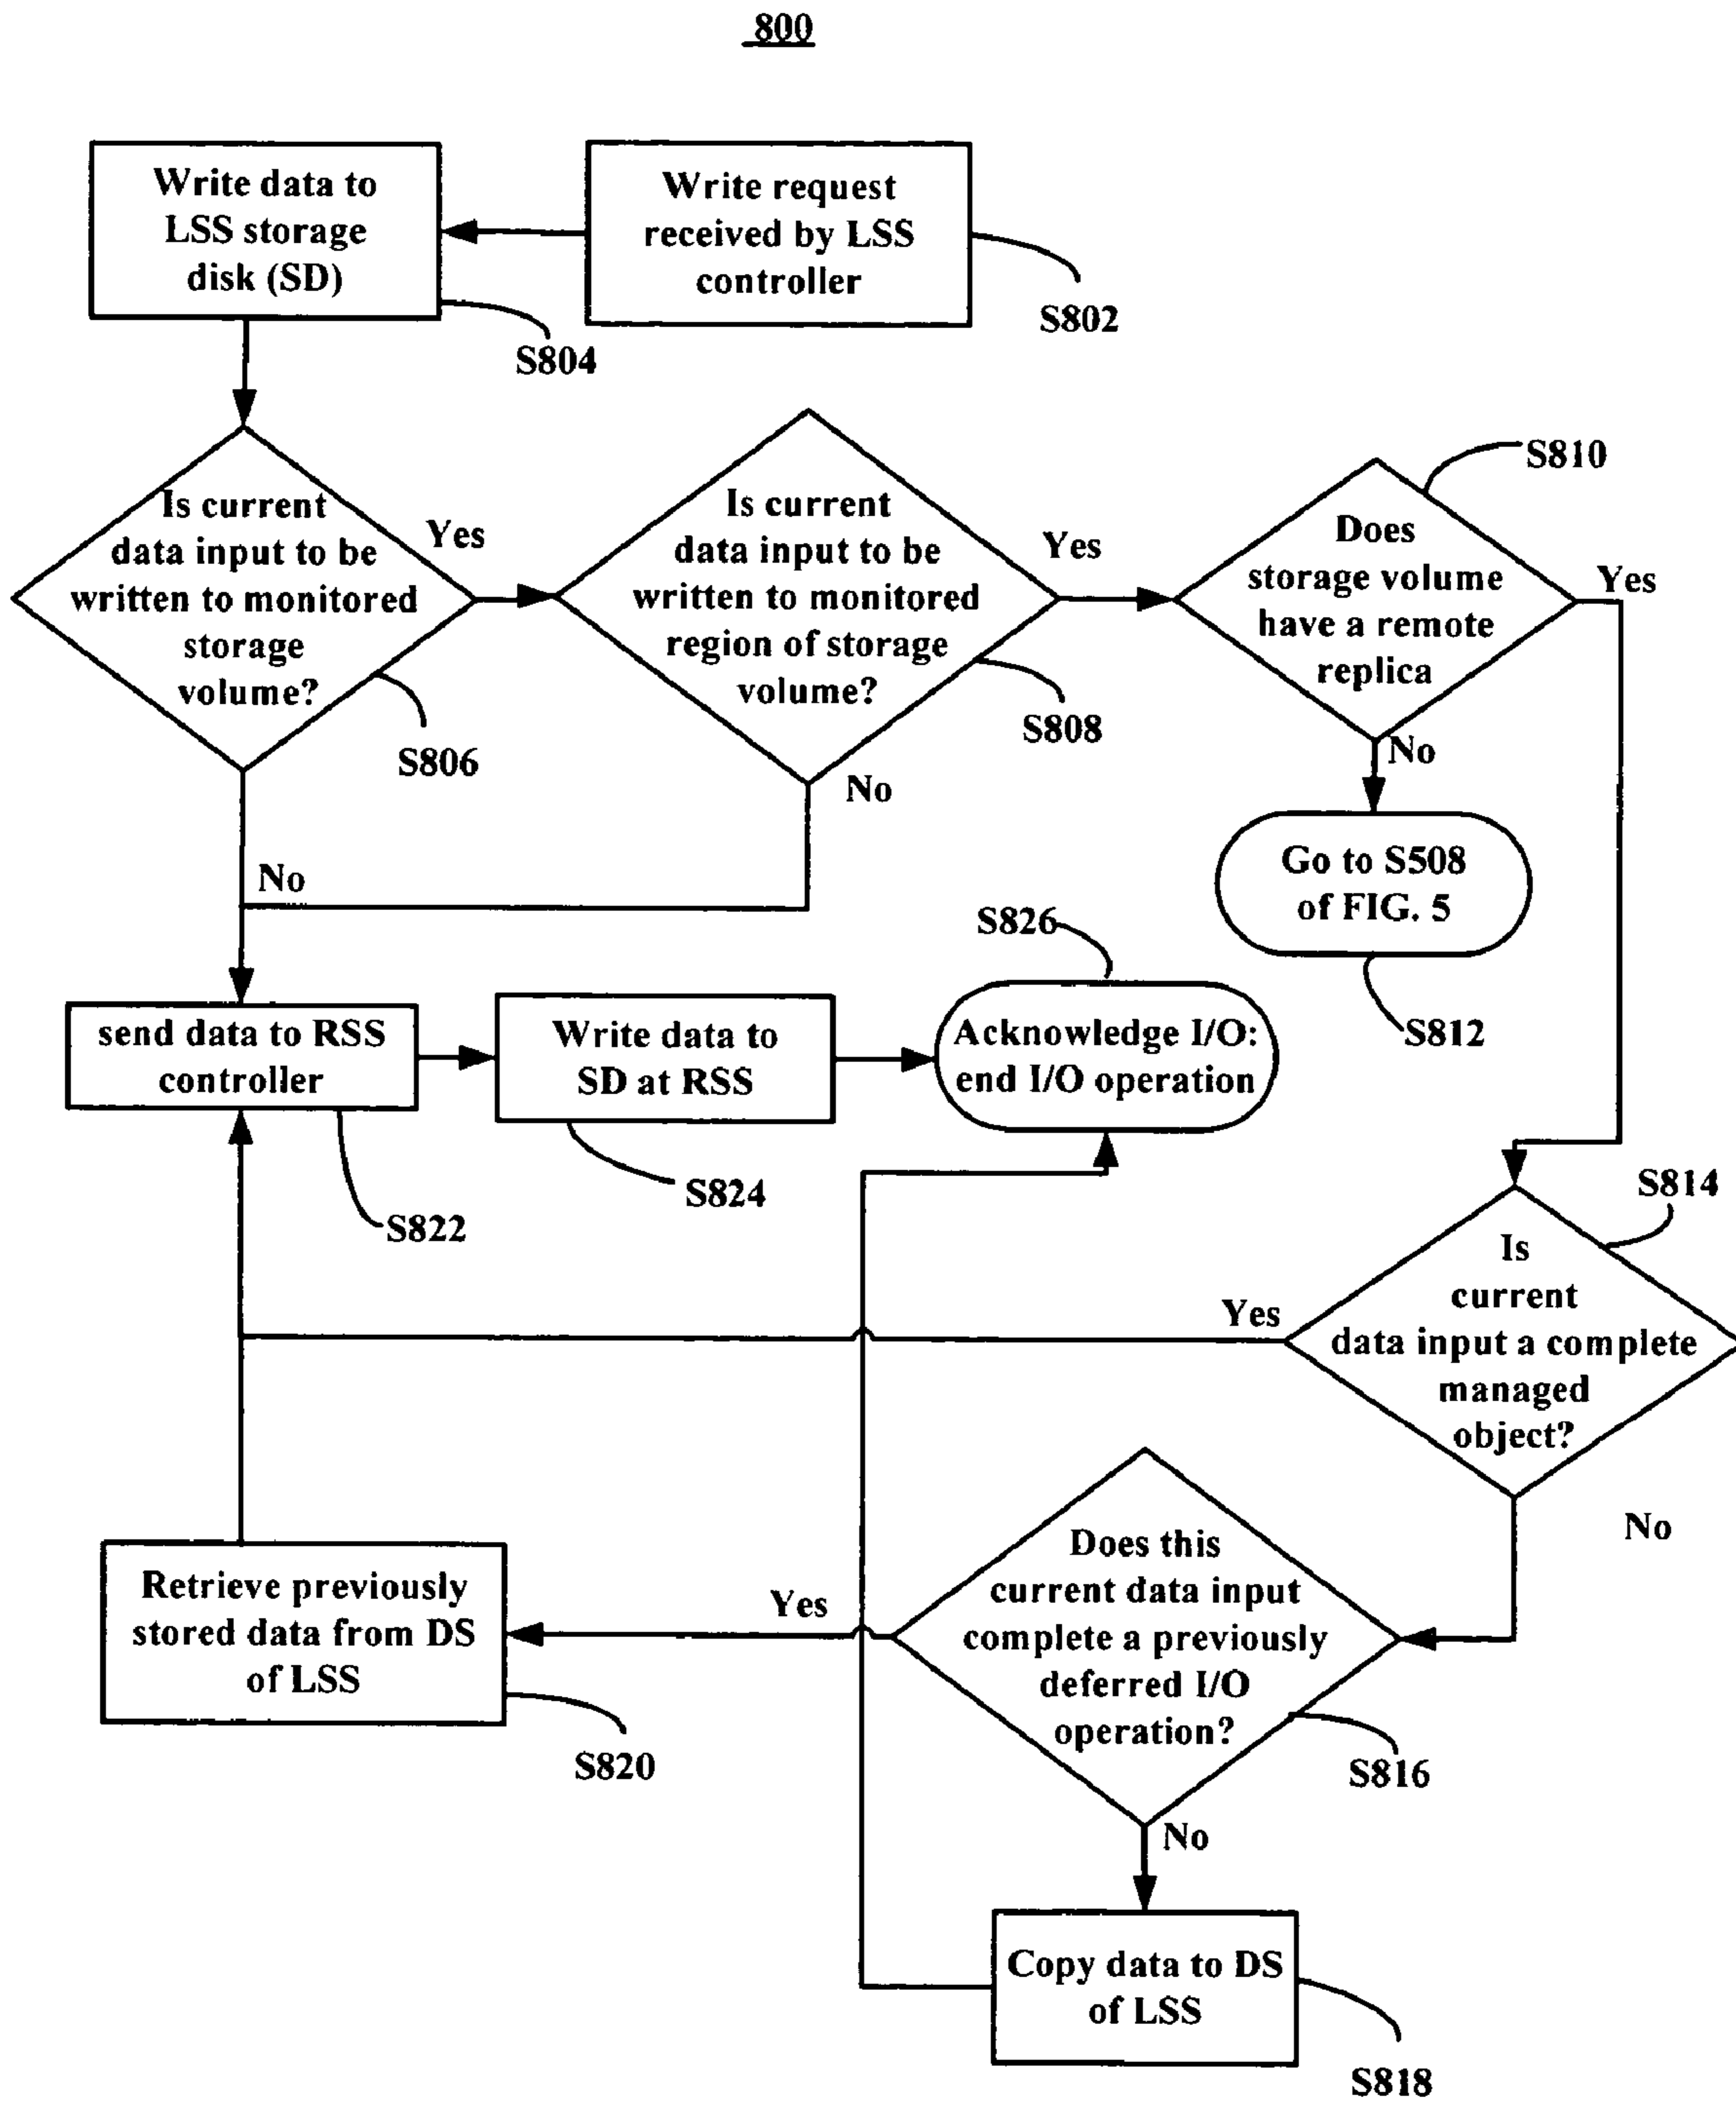 800
Write data to
LSS storage
disk (SD)
S804
Write request
received by LSS
controller
S802
Is current
data input to be
written to monitored
storage
volume?
Yes
S806
No
Is current
data input to be
written to monitored
region of storage
volume?
Yes
S808
No
S810
Does
storage volume
have a remote
replica
Yes
No
Go to S508
of FIG. 5
S812
send data to RSS
controller
S822
Write data to
SD at RSS
S824
S826
Acknowledge I/O:
end I/O operation
S814
Is
current
data input a complete
managed
object?
Yes
No
Does this
current data input
complete a previously
deferred I/O
operation?
S816
Yes
No
Retrieve previously
stored data from DS
of LSS
S820
Copy data to DS
of LSS
S818